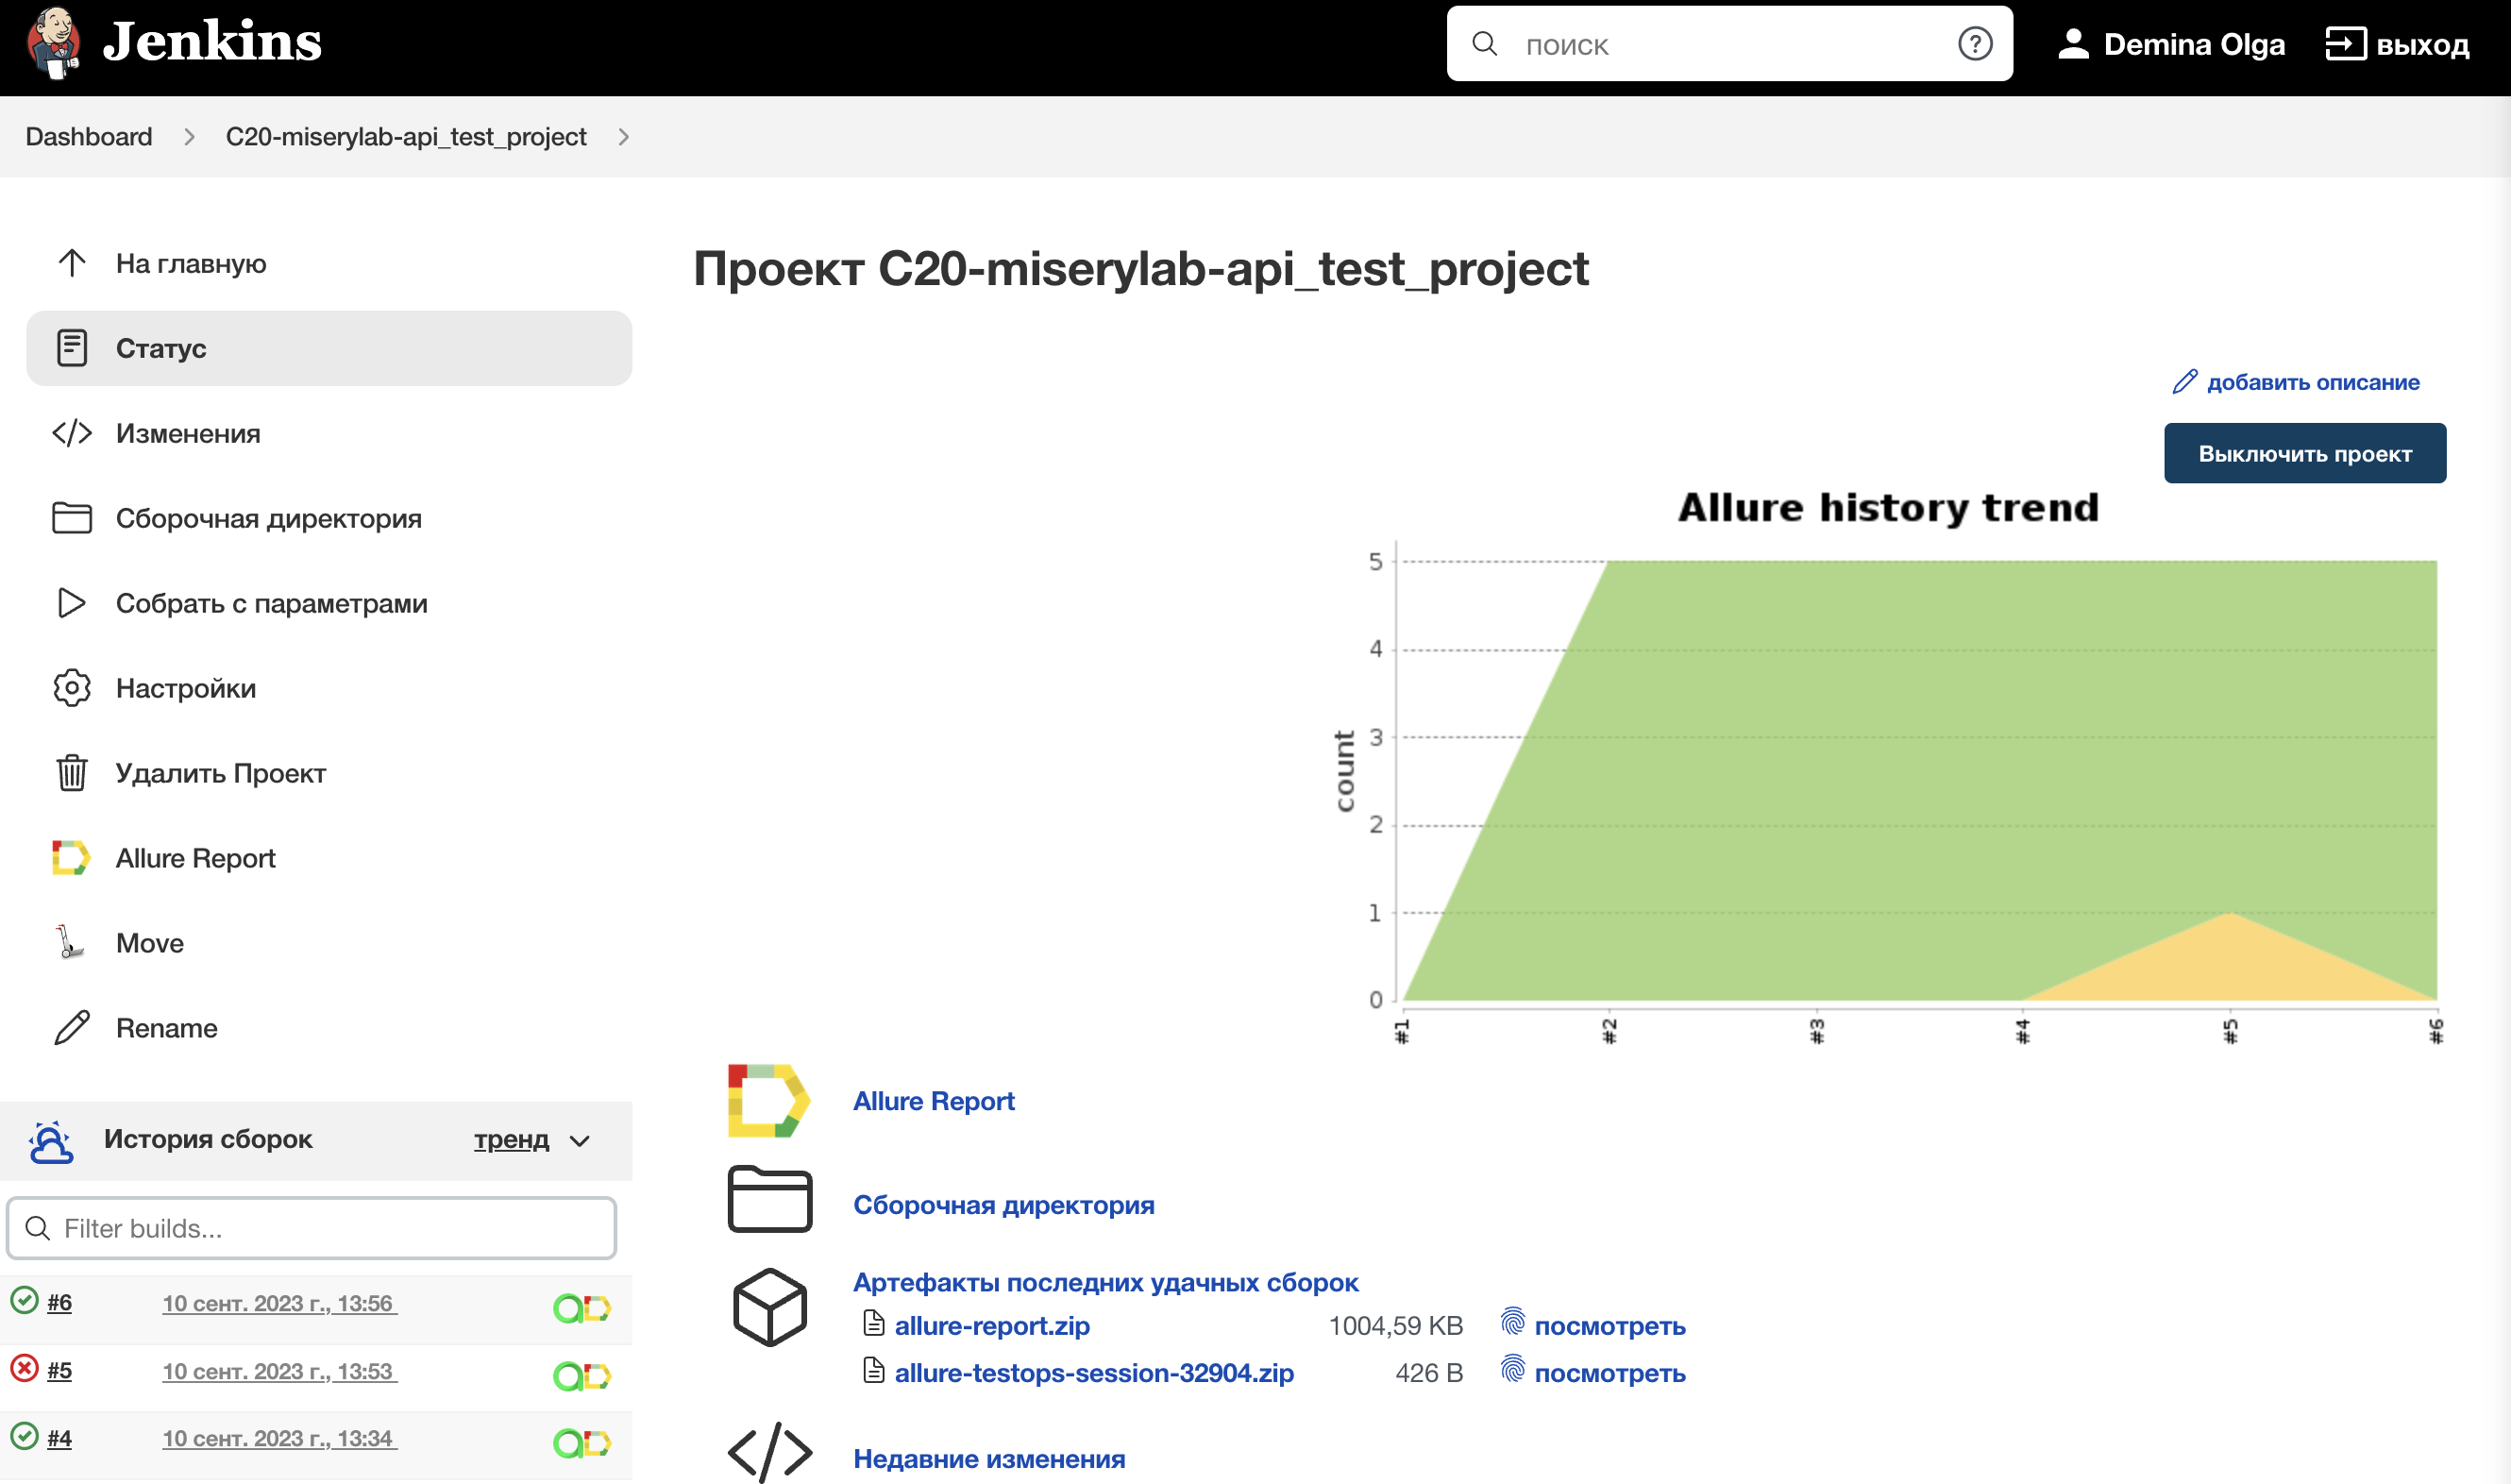 Jenkins
поиск
Demina Olga
выход
Dashboard
C20-miserylab-api_test_project
На главную
Статус
Изменения
Сборочная директория
Собрать с параметрами
Настройки
Удалить Проект
Allure Report
Move
Rename
История сборок
тренд
Filter builds...
#6
10 сент. 2023 г., 13:56
#5
10 сент. 2023 г., 13:53
#4
10 сент. 2023 г., 13:34
Проект C20-miserylab-api_test_project
добавить описание
Выключить проект
Allure history trend
5
4
3
2
1
0
count
#1
#2
#3
#4
#5
#6
Allure Report
Сборочная директория
Артефакты последних удачных сборок
allure-report.zip 1004,59 KB посмотреть
allure-testops-session-32904.zip 426 B посмотреть
Недавние изменения